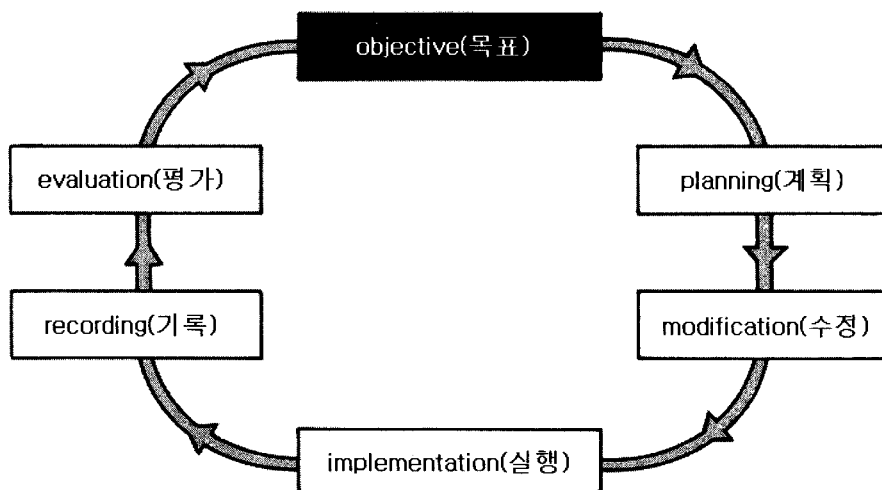 objective(목표)
evaluation(평가)
planning(계획)
recording(기록)
modification(수정)
implementation(실행)